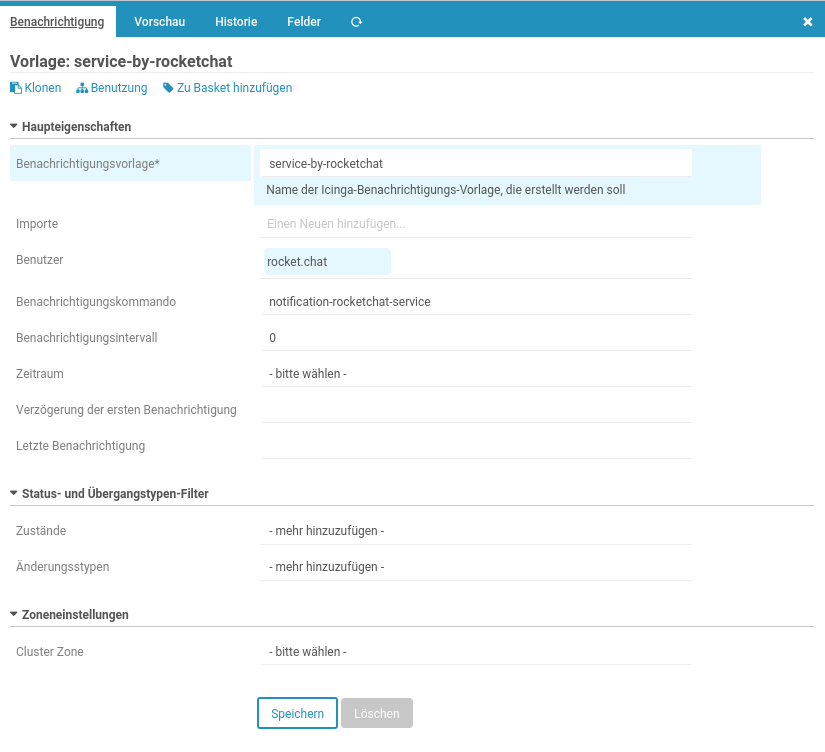 Benachrichtigung Vorschau Historie Felder
Vorlage: service-by-rocketchat
Klonen Benutzung Zu Basket hinzufügen
Haupteigenschaften
Benachrichtigungsvorlage* service-by-rocketchat
Name der Icinga-Benachrichtigungs-Vorlage, die erstellt werden soll
Importe Einen Neuen hinzufügen...
Benutzer rocket.chat
Benachrichtigungskommando notification-rocketchat-service
Benachrichtigungsintervall 0
Zeitraum - bitte wählen -
Verzögerung der ersten Benachrichtigung
Letzte Benachrichtigung
Status- und Übergangstypen-Filter
Zustände - mehr hinzuzufügen -
Änderungsstypen - mehr hinzuzufügen -
Zoneneinstellungen
Cluster Zone - bitte wählen -
Speichern Löschen